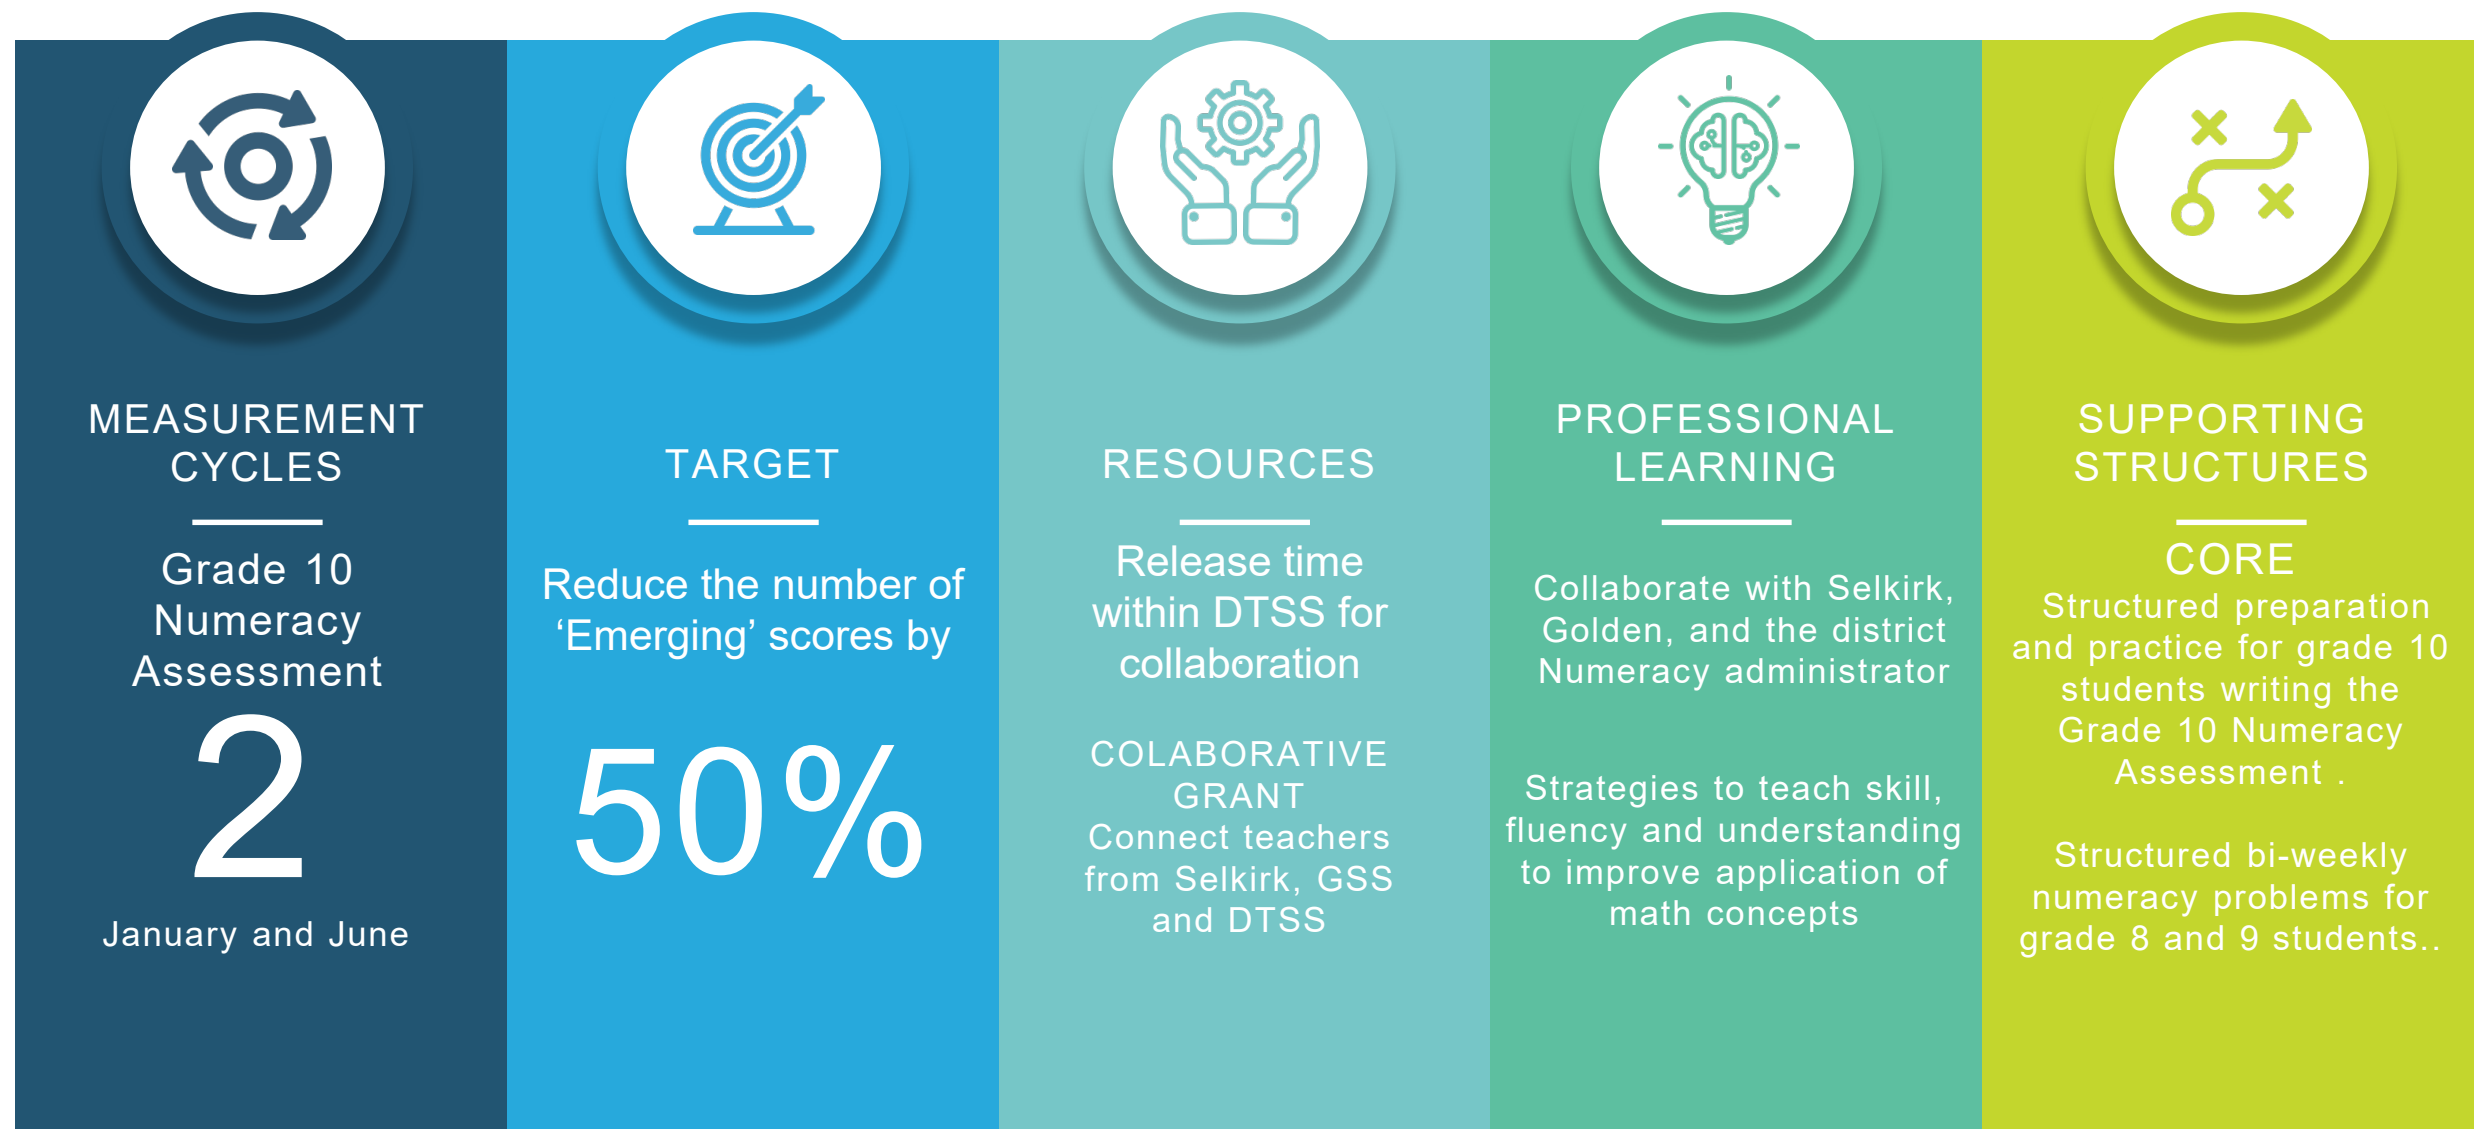 MEASUREMENT
CYCLES
Grade 10
Numeracy
Assessment
2
January and June
TARGET
Reduce the number of
‘Emerging’ scores by
50%
RESOURCES
Release time
within DTSS for
collaboration
COLABORATIVE
GRANT
Connect teachers
from Selkirk, GSS
and DTSS
PROFESSIONAL
LEARNING
Collaborate with Selkirk,
Golden, and the district
Numeracy administrator
Strategies to teach skill,
fluency and understanding
to improve application of
math concepts
SUPPORTING
STRUCTURES
CORE
Structured preparation
and practice for grade 10
students writing the
Grade 10 Numeracy
Assessment .
Structured bi-weekly
numeracy problems for
grade 8 and 9 students..